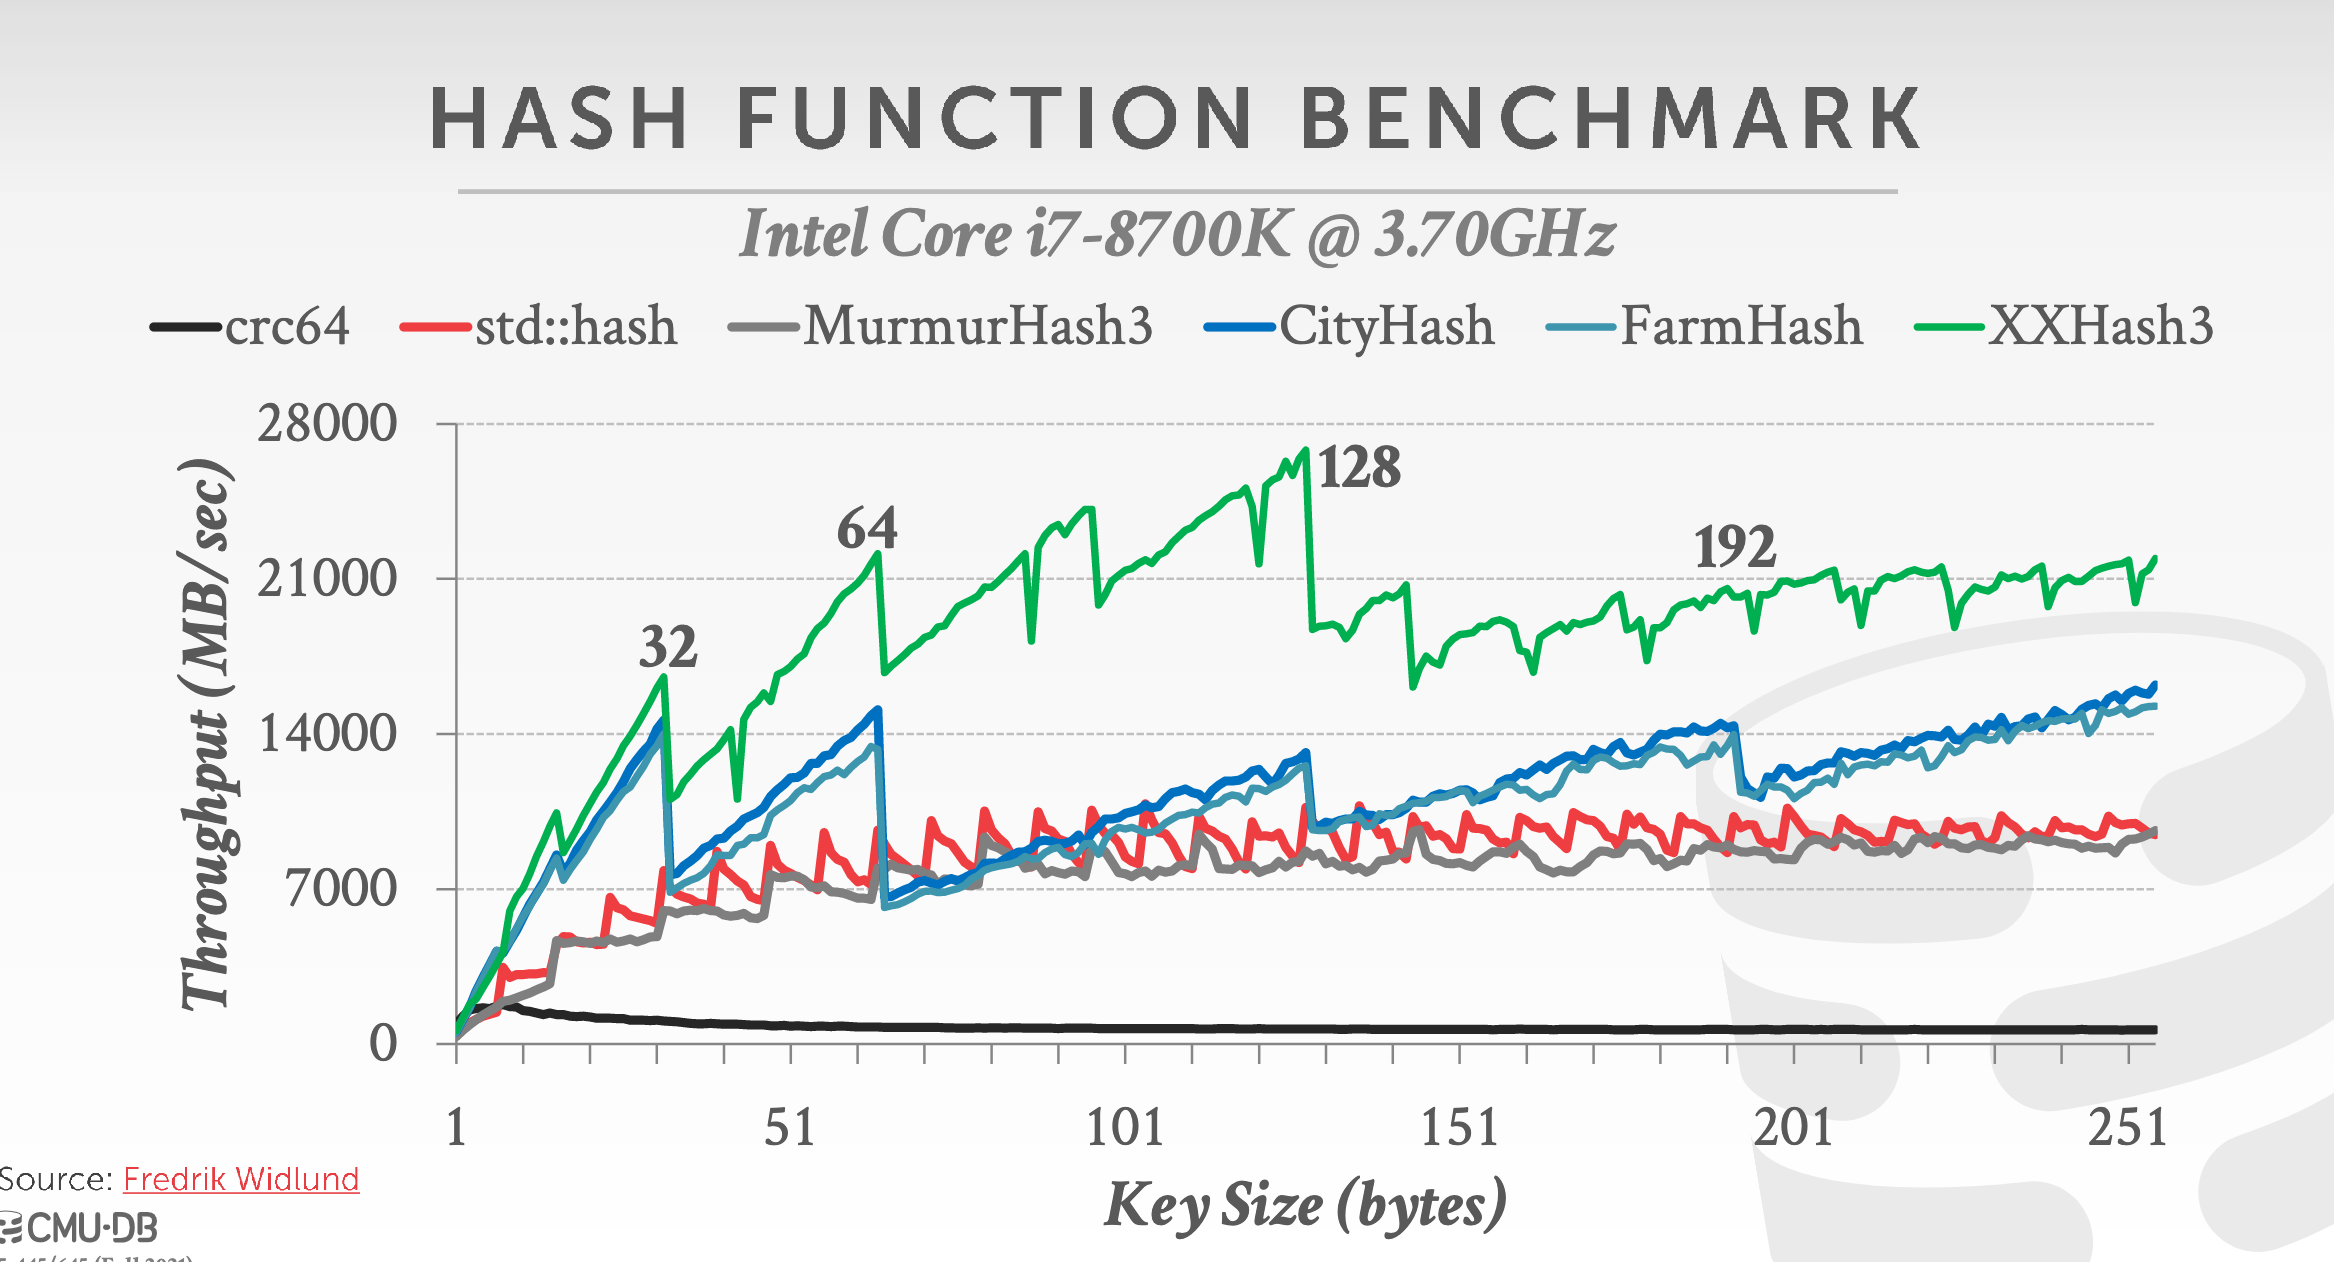 HASH FUNCTION BENCHMARK
Intel Core i7-8700K @ 3.70GHz
crc64 std::hash MurmurHash3 CityHash FarmHash XXHash3
28000
21000
14000
7000
0
Throughput (MB/sec)
32
64
128
192
1 51 101 151 201 251
Key Size (bytes)
Source: Fredrik Widlund
CMU·DB